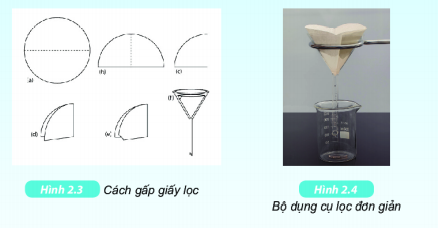 (a)
(b)
(c)
(d)
(e)
(f)
Hình 2.3 Cách gấp giấy lọc
Hình 2.4
Bộ dụng cụ lọc đơn giản